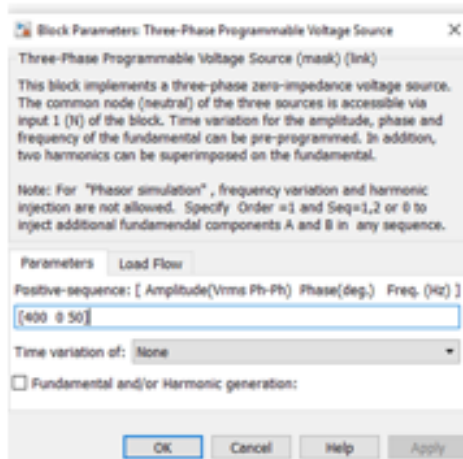 Block Parameters: Three-Phase Programmable Voltage Source
Three-Phase Programmable Voltage Source (mask) (link)
This block implements a three-phase zero-impedance voltage source.
The common node (neutral) of the three sources is accessible via
input 1 (N) of the block. Time variation for the amplitude, phase and
frequency of the fundamental can be pre-programmed. In addition,
two harmonics can be superimposed on the fundamental.
Note: For "Phasor simulation", frequency variation and harmonic
injection are not allowed. Specify Order =1 and Seq=1,2 or 0 to
inject additional fundamendal components A and B in any sequence.
Parameters Load Flow
Positive-sequence: [ Amplitude(Vrms Ph-Ph) Phase(deg.) Freq. (Hz) ]
[400 0 50]
Time variation of: None
Fundamental and/or Harmonic generation:
OK Cancel Help Apply